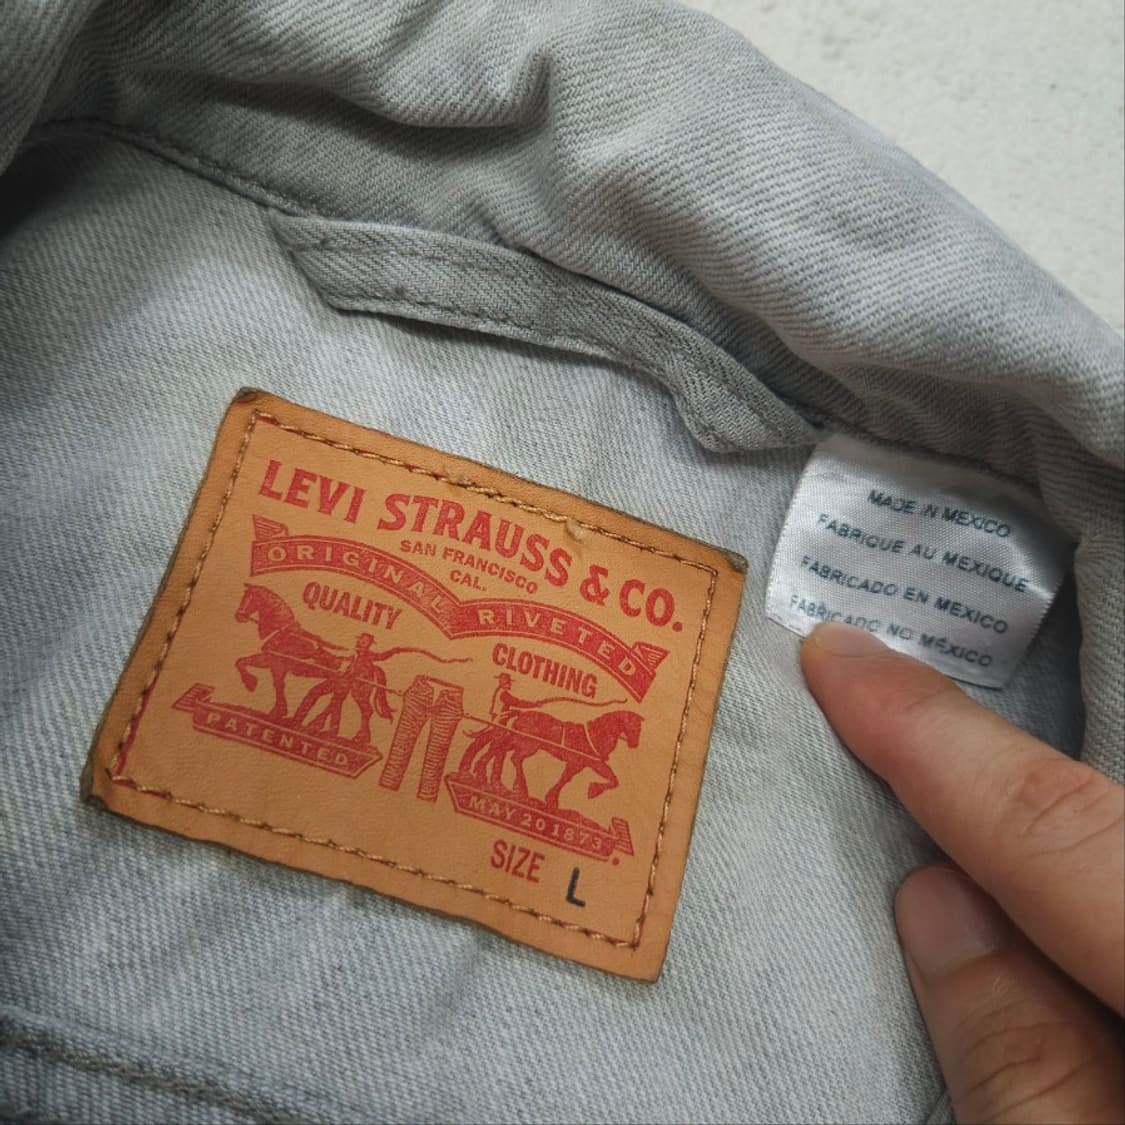 LEVI STRAUSS & CO.
SAN FRANCISCO
CAL.
ORIGINAL RIVETED
QUALITY
CLOTHING
PATENTED
MAY 20 1873
SIZE L
MADE IN MEXICO
FABRIQUE AU MEXIQUE
FABRICADO EN MEXICO
FABRICADO NO MÉXICO